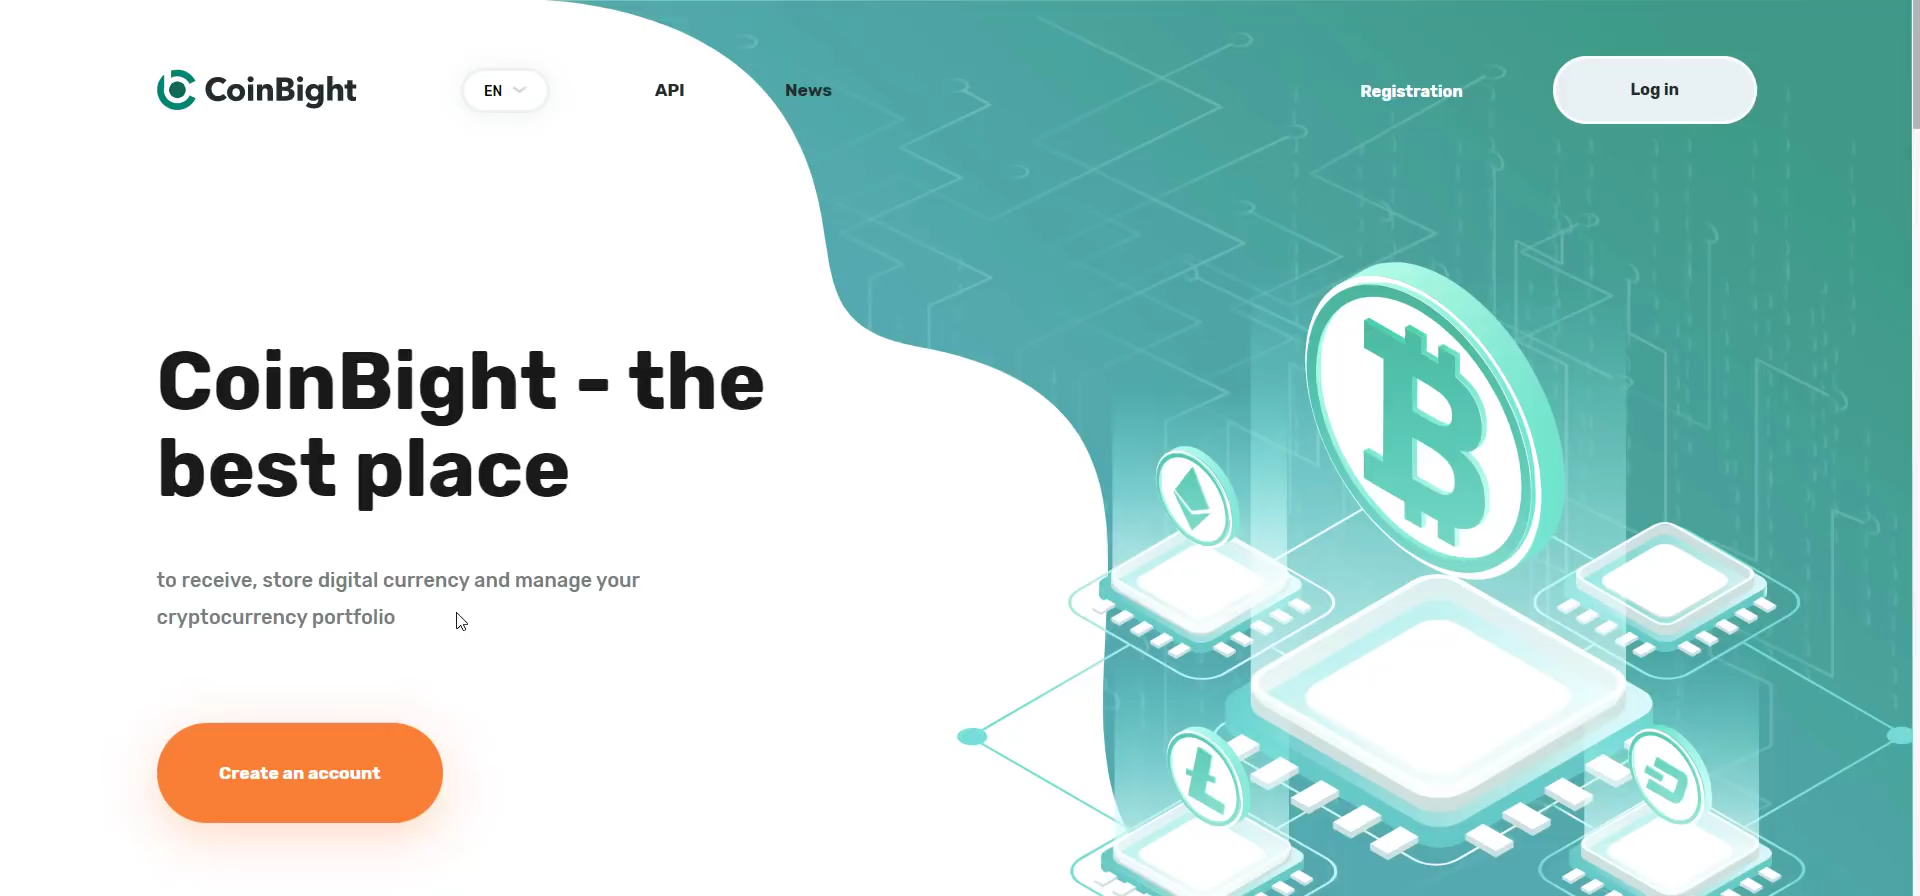 CoinBight
EN
API
News
Registration
Log in
CoinBight - the
best place
to receive, store digital currency and manage your
cryptocurrency portfolio
Create an account